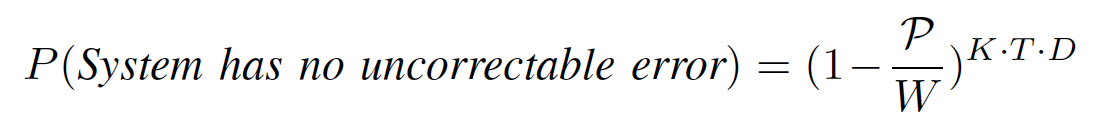 P(System has no uncorrectable error) = (1 − 𝒫/W)^{K·T·D}